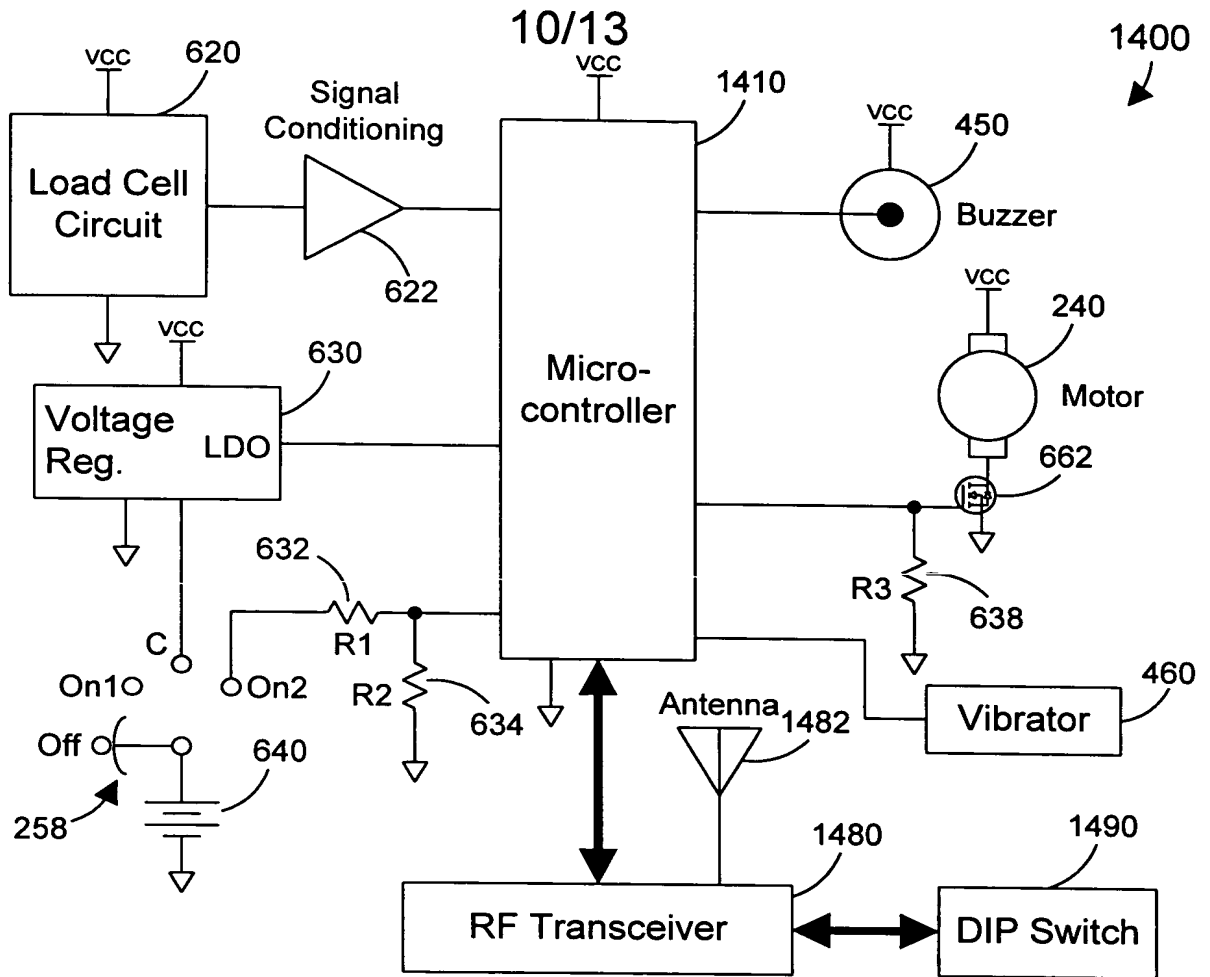 10/13
1400
VCC
620
Signal
Conditioning
VCC
1410
VCC
450
Load Cell
Circuit
622
Buzzer
VCC
240
Motor
VCC
630
Voltage
Reg.
LDO
Micro-
controller
662
632
R1
R3
638
C
On1
On2
R2
634
Off
258
640
Antenna
1482
Vibrator
460
1480
1490
RF Transceiver
DIP Switch